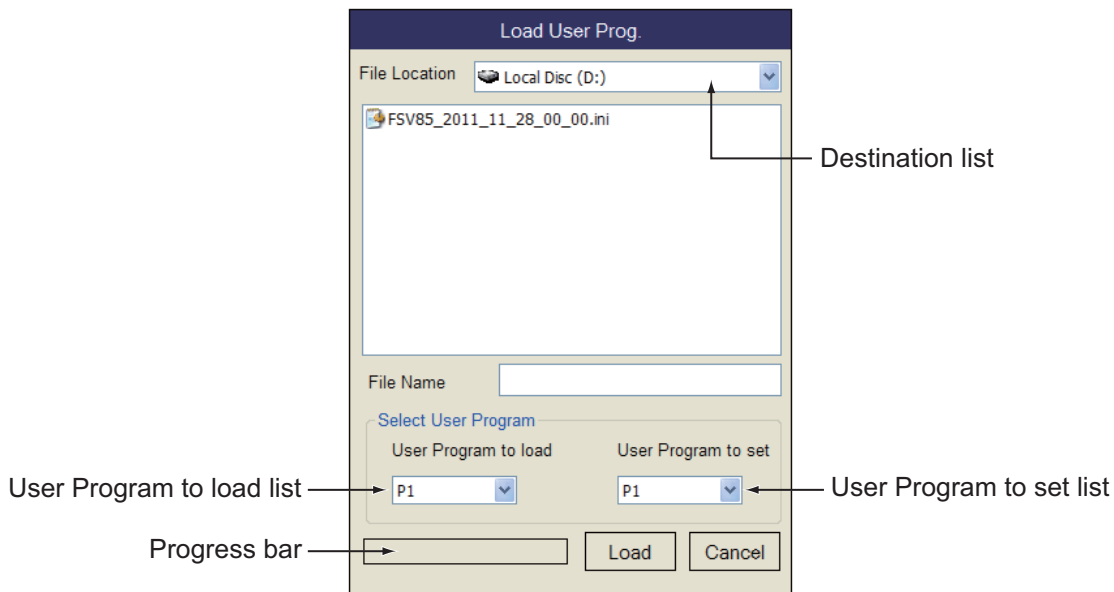 Load User Prog.
File Location Local Disc (D:)
FSV85_2011_11_28_00_00.ini
Destination list
File Name
Select User Program
User Program to load User Program to set
User Program to load list P1 P1 User Program to set list
Progress bar Load Cancel